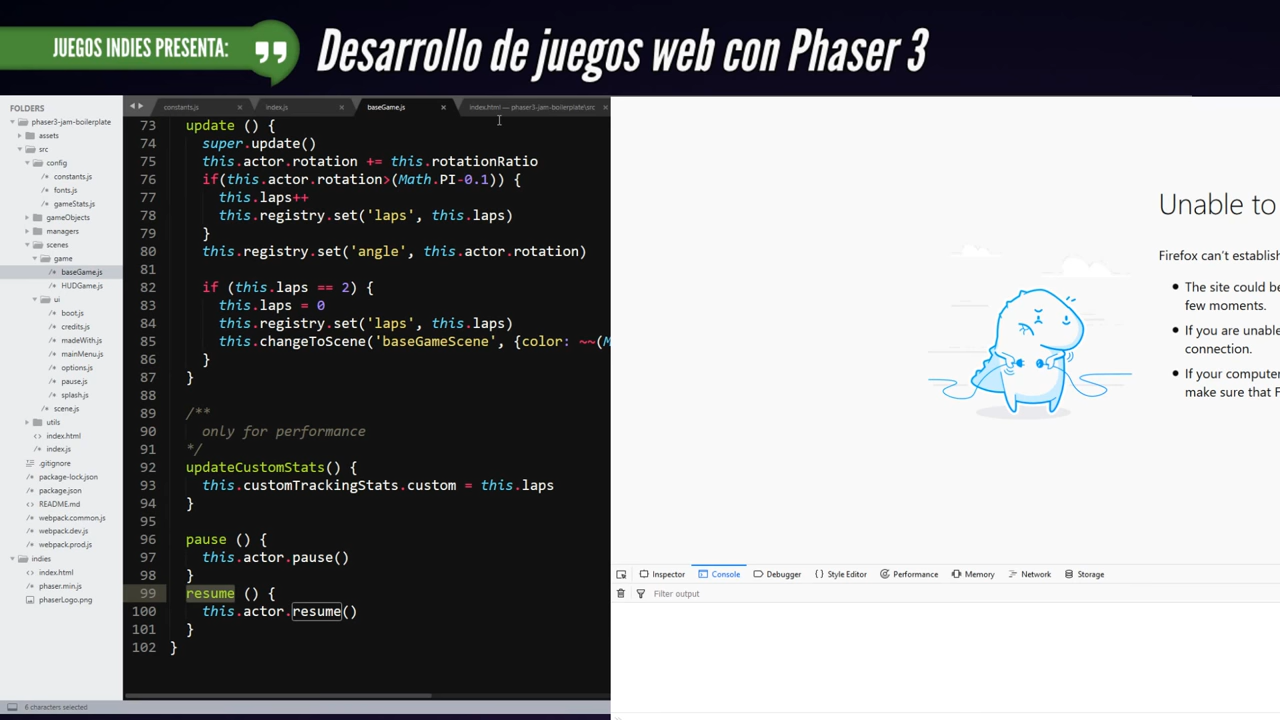 JUEGOS INDIES PRESENTA:
Desarrollo de juegos web con Phaser 3
FOLDERS
phaser3-jam-boilerplate
assets
src
config
constants.js
fonts.js
gameStats.js
gameObjects
managers
scenes
game
baseGame.js
HUDGame.js
ui
boot.js
credits.js
madeWith.js
mainMenu.js
options.js
pause.js
splash.js
scene.js
utils
index.html
index.js
.gitignore
package-lock.json
package.json
README.md
webpack.common.js
webpack.dev.js
webpack.prod.js
indies
index.html
phaser.min.js
phaserLogo.png
6 characters selected
constants.js
index.js
baseGame.js
index.html — phaser3-jam-boilerplate\src
73 update () {
74 super.update()
75 this.actor.rotation += this.rotationRatio
76 if(this.actor.rotation>(Math.PI-0.1)) {
77 this.laps++
78 this.registry.set('laps', this.laps)
79 }
80 this.registry.set('angle', this.actor.rotation)
81
82 if (this.laps == 2) {
83 this.laps = 0
84 this.registry.set('laps', this.laps)
85 this.changeToScene('baseGameScene', {color: ~~(M
86 }
87 }
88
89 /**
90 only for performance
91 */
92 updateCustomStats() {
93 this.customTrackingStats.custom = this.laps
94 }
95
96 pause () {
97 this.actor.pause()
98 }
99 resume () {
100 this.actor.resume()
101 }
102 }
Unable to
Firefox can't establis
The site could be
few moments.
If you are unable
connection.
If your computer
make sure that F
Inspector
Console
Debugger
Style Editor
Performance
Memory
Network
Storage
Filter output